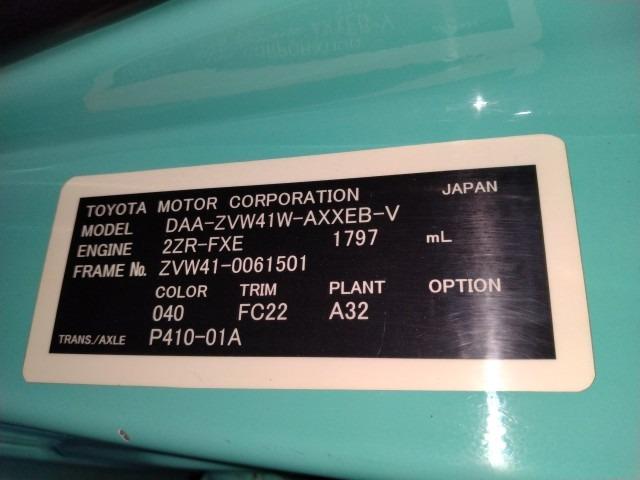 TOYOTA MOTOR CORPORATION JAPAN
MODEL DAA-ZVW41W-AXXEB-V
ENGINE 2ZR-FXE 1797 mL
FRAME No. ZVW41-0061501
COLOR TRIM PLANT OPTION
040 FC22 A32
TRANS./AXLE P410-01A